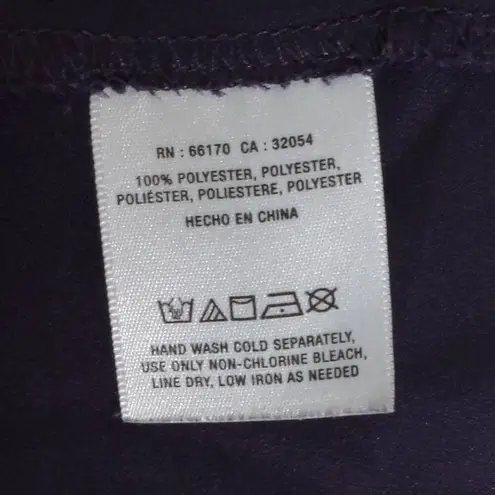 RN : 66170 CA : 32054
100% POLYESTER, POLYESTER,
POLIÉSTER, POLIESTERE, POLYESTER
HECHO EN CHINA
HAND WASH COLD SEPARATELY,
USE ONLY NON-CHLORINE BLEACH,
LINE DRY, LOW IRON AS NEEDED